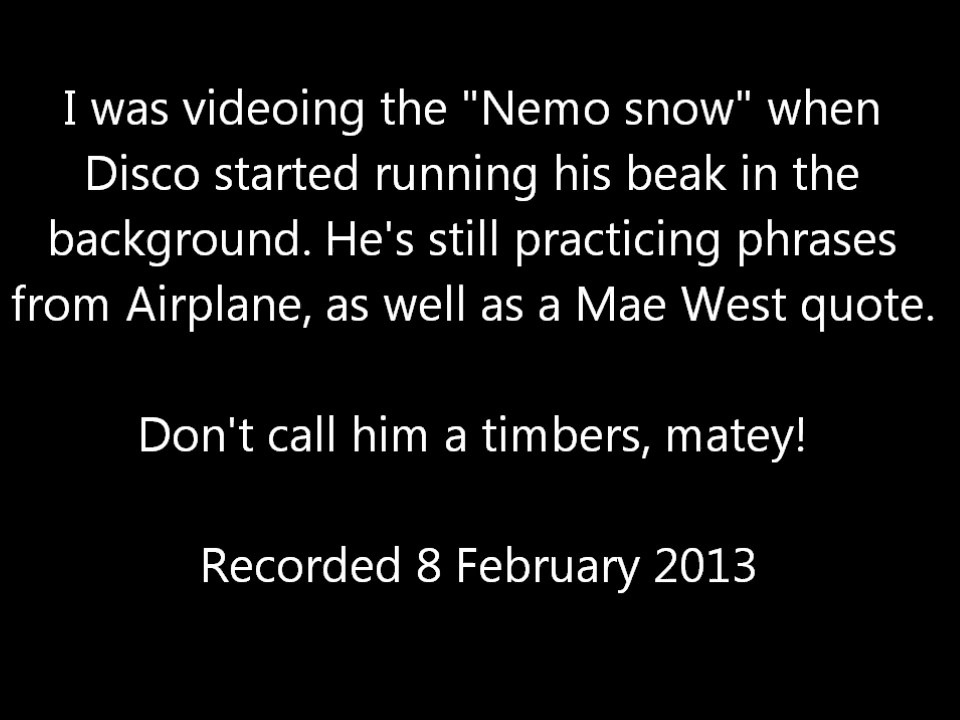 I was videoing the "Nemo snow" when
Disco started running his beak in the
background. He's still practicing phrases
from Airplane, as well as a Mae West quote.
Don't call him a timbers, matey!
Recorded 8 February 2013